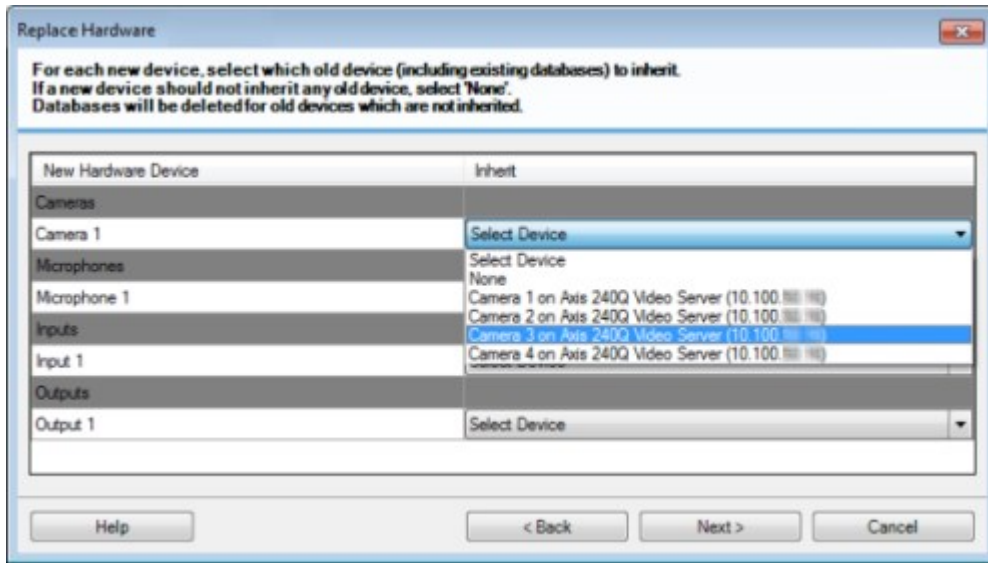 Replace Hardware
For each new device, select which old device (including existing databases) to inherit.
If a new device should not inherit any old device, select 'None'.
Databases will be deleted for old devices which are not inherited.
New Hardware Device Inherit
Cameras
Camera 1 Select Device
Select Device
Microphones
None
Microphone 1 Camera 1 on Axis 240Q Video Server (10.100.
Camera 2 on Axis 240Q Video Server (10.100.
Inputs Camera 3 on Axis 240Q Video Server (10.100.
Input 1 Camera 4 on Axis 240Q Video Server (10.100.
Outputs
Output 1 Select Device
Help < Back Next > Cancel